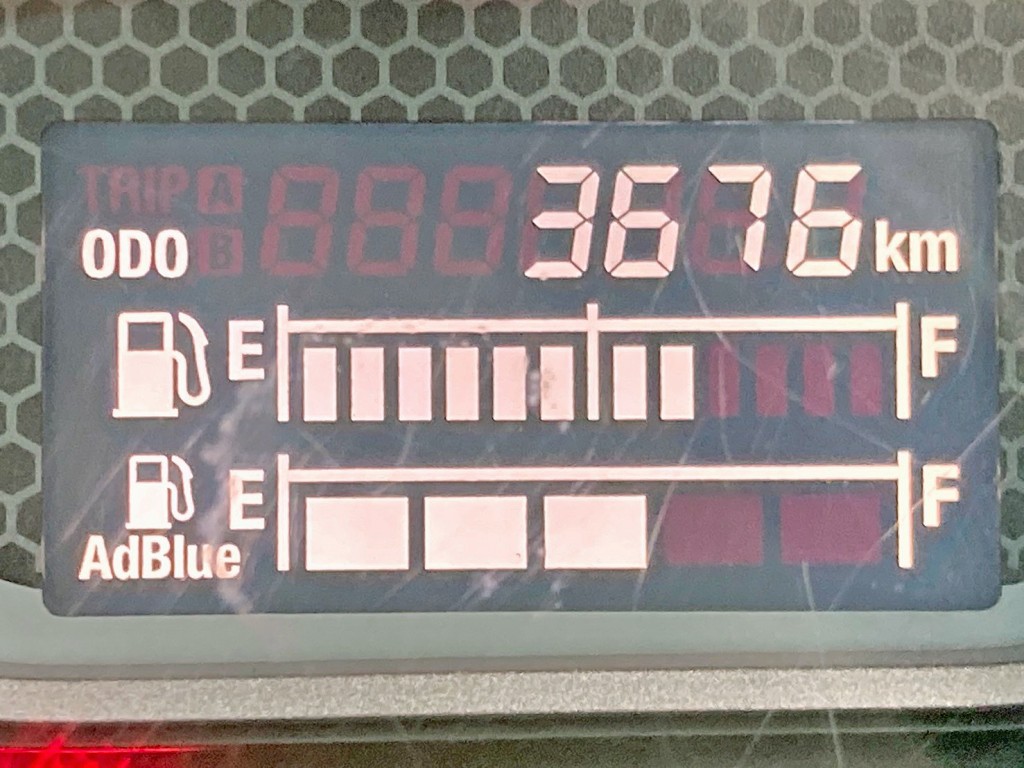 TRIP A
ODO B 3676 km
E F
E F
AdBlue